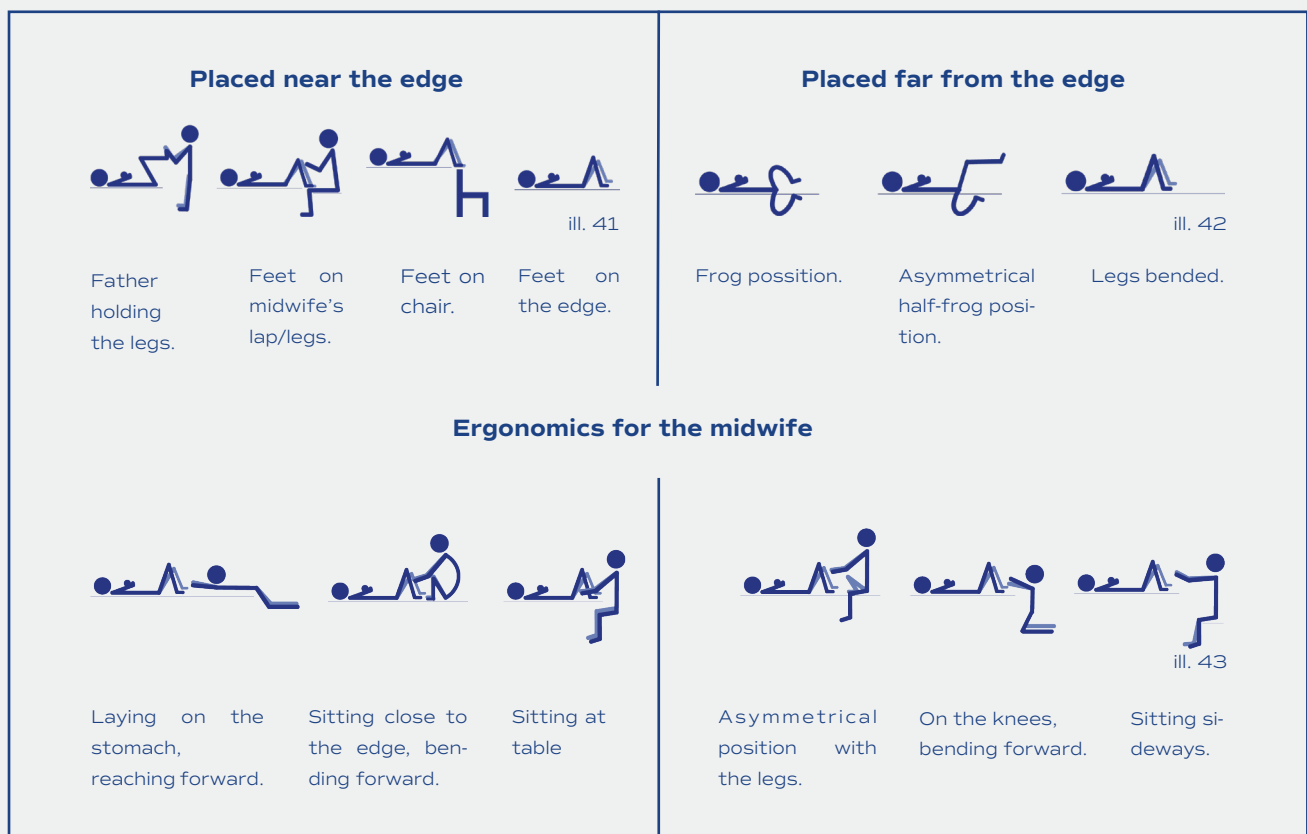 Placed near the edge
ill. 41
Father
holding
the legs.
Feet on
midwife's
lap/legs.
Feet on
chair.
Feet on
the edge.
Placed far from the edge
ill. 42
Frog possition.
Asymmetrical
half-frog posi-
tion.
Legs bended.
Ergonomics for the midwife
Laying on the
stomach,
reaching forward.
Sitting close to
the edge, ben-
ding forward.
Sitting at
table
ill. 43
Asymmetrical
position with
the legs.
On the knees,
bending forward.
Sitting si-
deways.